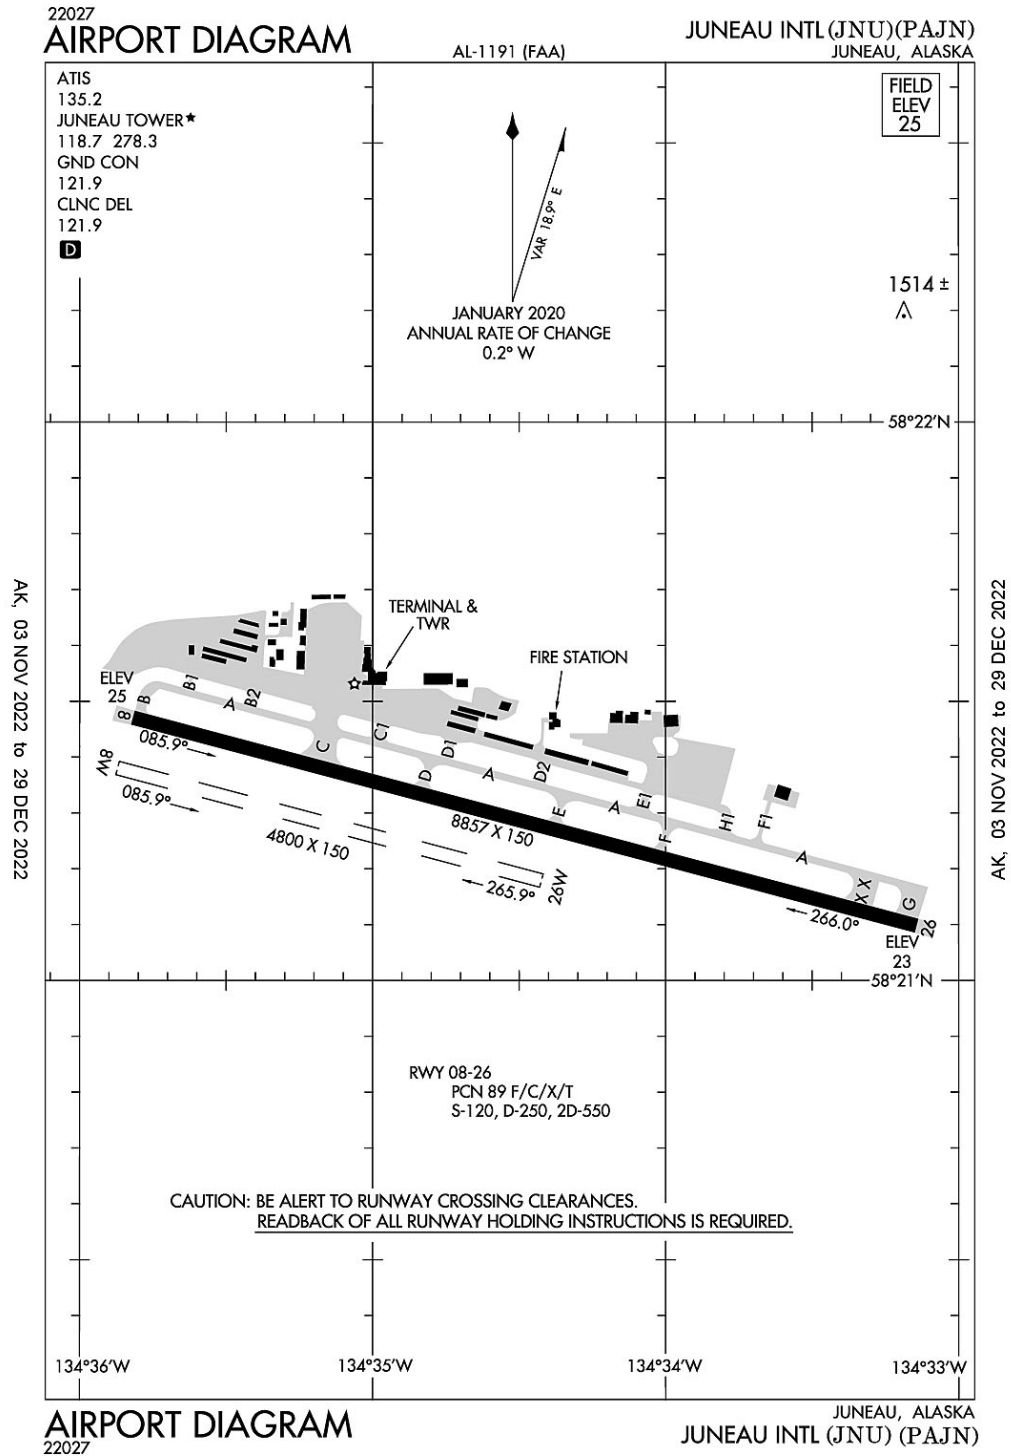 22027
AIRPORT DIAGRAM
AL-1191 (FAA)
JUNEAU INTL (JNU)(PAJN)
JUNEAU, ALASKA
ATIS
135.2
JUNEAU TOWER★
118.7 278.3
GND CON
121.9
CLNC DEL
121.9
D
FIELD
ELEV
25
VAR 18.9° E
JANUARY 2020
ANNUAL RATE OF CHANGE
0.2° W
1514 ±
58°22'N
AK, 03 NOV 2022 to 29 DEC 2022
AK, 03 NOV 2022 to 29 DEC 2022
TERMINAL &
TWR
FIRE STATION
ELEV
25
8
B
B1
A
B2
C
C1
D
D1
A
D2
E
A
E1
F
H1
F1
A
X X
G
26
085.9°
8W
085.9°
4800 X 150
8857 X 150
265.9°
26W
266.0°
ELEV
23
58°21'N
RWY 08-26
PCN 89 F/C/X/T
S-120, D-250, 2D-550
CAUTION: BE ALERT TO RUNWAY CROSSING CLEARANCES.
READBACK OF ALL RUNWAY HOLDING INSTRUCTIONS IS REQUIRED.
134°36'W
134°35'W
134°34'W
134°33'W
AIRPORT DIAGRAM
22027
JUNEAU, ALASKA
JUNEAU INTL (JNU) (PAJN)